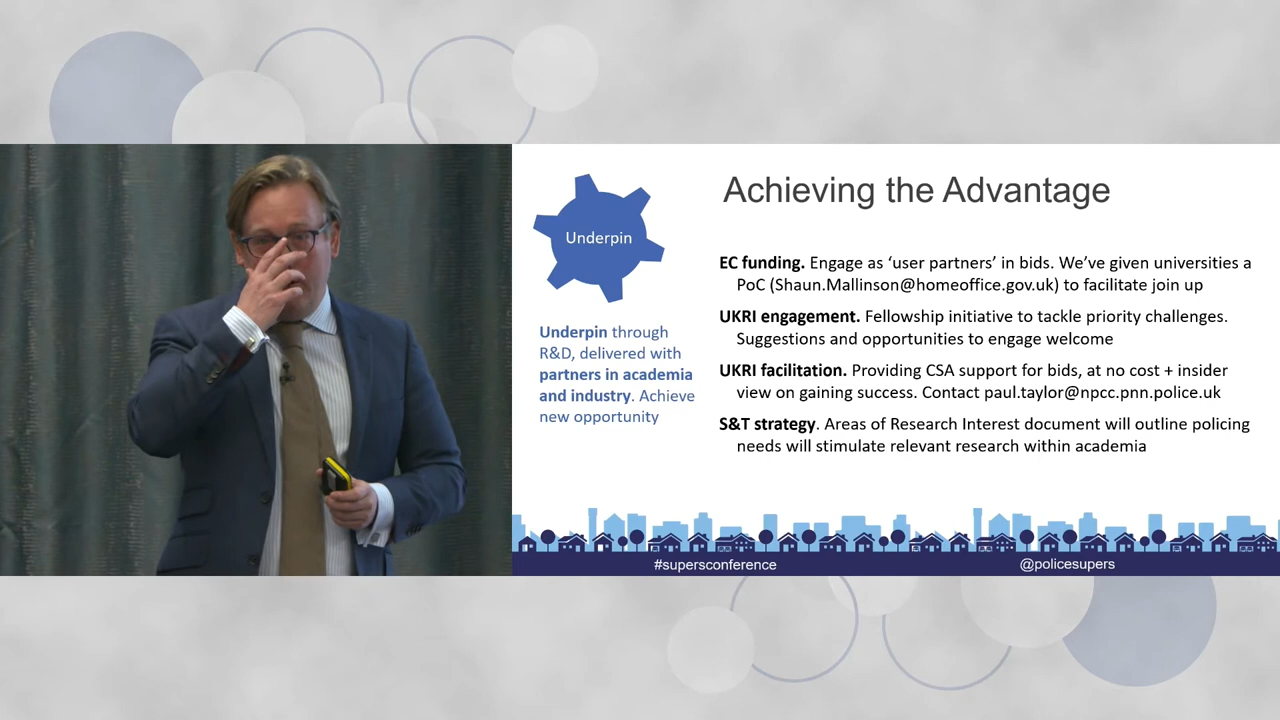 Achieving the Advantage
Underpin
Underpin through
R&D, delivered with
partners in academia
and industry. Achieve
new opportunity
EC funding. Engage as ‘user partners’ in bids. We’ve given universities a
PoC (Shaun.Mallinson@homeoffice.gov.uk) to facilitate join up
UKRI engagement. Fellowship initiative to tackle priority challenges.
Suggestions and opportunities to engage welcome
UKRI facilitation. Providing CSA support for bids, at no cost + insider
view on gaining success. Contact paul.taylor@npcc.pnn.police.uk
S&T strategy. Areas of Research Interest document will outline policing
needs will stimulate relevant research within academia
#supersconference
@policesupers